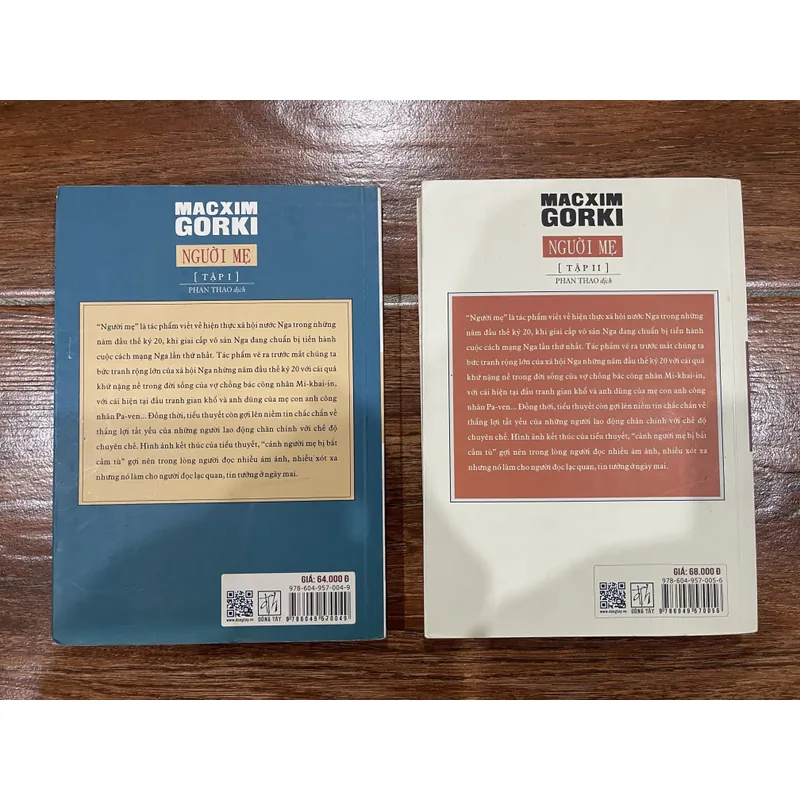 MACXIM
GORKI
NGƯỜI MẸ
[ TẬP I ]
PHAN THAO dịch
"Người mẹ" là tác phẩm viết về hiện thực xã hội nước Nga trong những
năm đầu thế kỷ 20, khi giai cấp vô sản Nga đang chuẩn bị tiến hành
cuộc cách mạng Nga lần thứ nhất. Tác phẩm vẽ ra trước mắt chúng ta
bức tranh rộng lớn của xã hội Nga những năm đầu thế kỷ 20 với cái quá
khứ nặng nề trong đời sống của vợ chồng bác công nhân Mi-khai-in,
với cái hiện tại đấu tranh gian khổ và anh dũng của mẹ con anh công
nhân Pa-ven... Đồng thời, tiểu thuyết còn gợi lên niềm tin chắc chắn về
thắng lợi tất yếu của những người lao động chân chính với chế độ
chuyên chế. Hình ảnh kết thúc của tiểu thuyết, "cảnh người mẹ bị bắt
cầm tù" gợi nên trong lòng người đọc nhiều ám ảnh, nhiều xót xa
nhưng nó làm cho người đọc lạc quan, tin tưởng ở ngày mai.
GIÁ: 64.000 Đ
978-604-957-004-9
www.dongtay.vn
ĐÔNG TÂY
9 786049 570049
MACXIM
GORKI
NGƯỜI MẸ
[ TẬP II ]
PHAN THAO dịch
"Người mẹ" là tác phẩm viết về hiện thực xã hội nước Nga trong những
năm đầu thế kỷ 20, khi giai cấp vô sản Nga đang chuẩn bị tiến hành
cuộc cách mạng Nga lần thứ nhất. Tác phẩm vẽ ra trước mắt chúng ta
bức tranh rộng lớn của xã hội Nga những năm đầu thế kỷ 20 với cái quá
khứ nặng nề trong đời sống của vợ chồng bác công nhân Mi-khai-in,
với cái hiện tại đấu tranh gian khổ và anh dũng của mẹ con anh công
nhân Pa-ven... Đồng thời, tiểu thuyết còn gợi lên niềm tin chắc chắn về
thắng lợi tất yếu của những người lao động chân chính với chế độ
chuyên chế. Hình ảnh kết thúc của tiểu thuyết, "cảnh người mẹ bị bắt
cầm tù" gợi nên trong lòng người đọc nhiều ám ảnh, nhiều xót xa
nhưng nó làm cho người đọc lạc quan, tin tưởng ở ngày mai.
GIÁ: 68.000 Đ
978-604-957-005-6
www.dongtay.vn
ĐÔNG TÂY
9 786049 570056